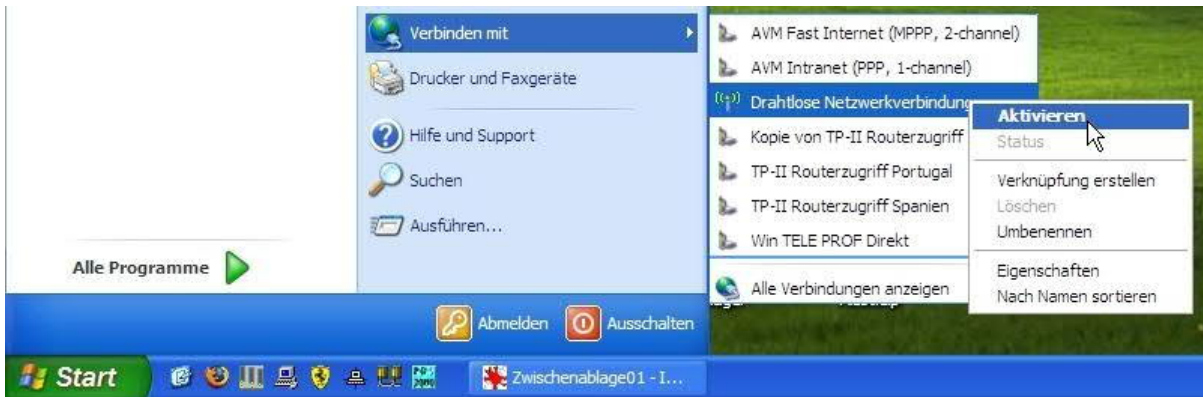 Verbinden mit
Drucker und Faxgeräte
Hilfe und Support
Suchen
Ausführen...
Alle Programme
Abmelden
Ausschalten
AVM Fast Internet (MPPP, 2-channel)
AVM Intranet (PPP, 1-channel)
Drahtlose Netzwerkverbindung
Kopie von TP-II Routerzugriff
TP-II Routerzugriff Portugal
TP-II Routerzugriff Spanien
Win TELE PROF Direkt
Alle Verbindungen anzeigen
Aktivieren
Status
Verknüpfung erstellen
Löschen
Umbenennen
Eigenschaften
Nach Namen sortieren
Start
Zwischenablage01 - I...